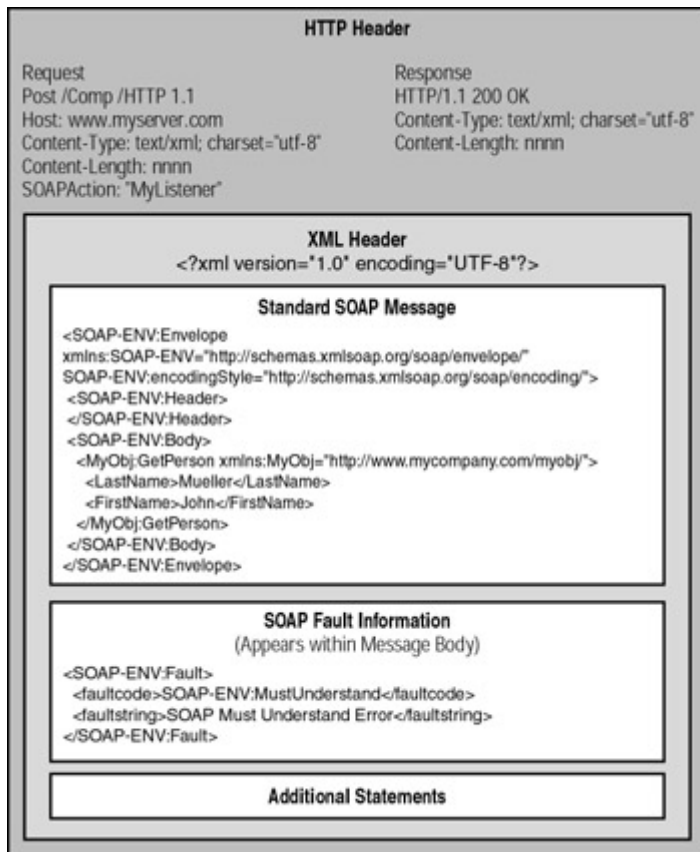 HTTP Header
Request
Post /Comp /HTTP 1.1
Host: www.myserver.com
Content-Type: text/xml; charset="utf-8"
Content-Length: nnnn
SOAPAction: "MyListener"
Response
HTTP/1.1 200 OK
Content-Type: text/xml; charset="utf-8"
Content-Length: nnnn
XML Header
<?xml version="1.0" encoding="UTF-8"?>
Standard SOAP Message
<SOAP-ENV:Envelope
xmlns:SOAP-ENV="http://schemas.xmlsoap.org/soap/envelope/"
SOAP-ENV:encodingStyle="http://schemas.xmlsoap.org/soap/encoding/">
<SOAP-ENV:Header>
</SOAP-ENV:Header>
<SOAP-ENV:Body>
<MyObj:GetPerson xmlns:MyObj="http://www.mycompany.com/myobj/">
<LastName>Mueller</LastName>
<FirstName>John</FirstName>
</MyObj:GetPerson>
</SOAP-ENV:Body>
</SOAP-ENV:Envelope>
SOAP Fault Information
(Appears within Message Body)
<SOAP-ENV:Fault>
<faultcode>SOAP-ENV:MustUnderstand</faultcode>
<faultstring>SOAP Must Understand Error</faultstring>
</SOAP-ENV:Fault>
Additional Statements